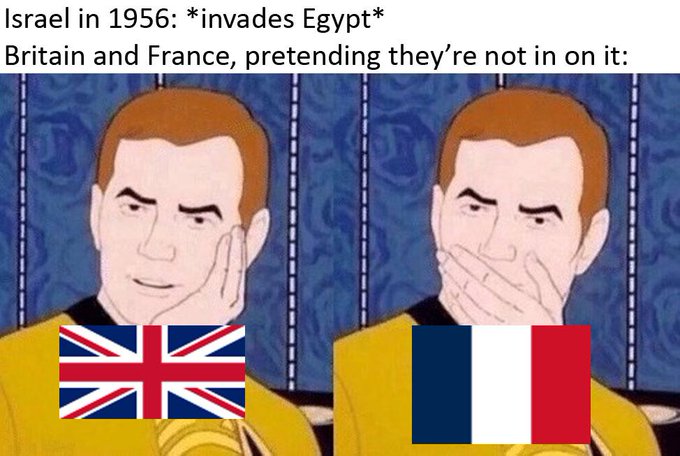 Israel in 1956: *invades Egypt*
Britain and France, pretending they’re not in on it: